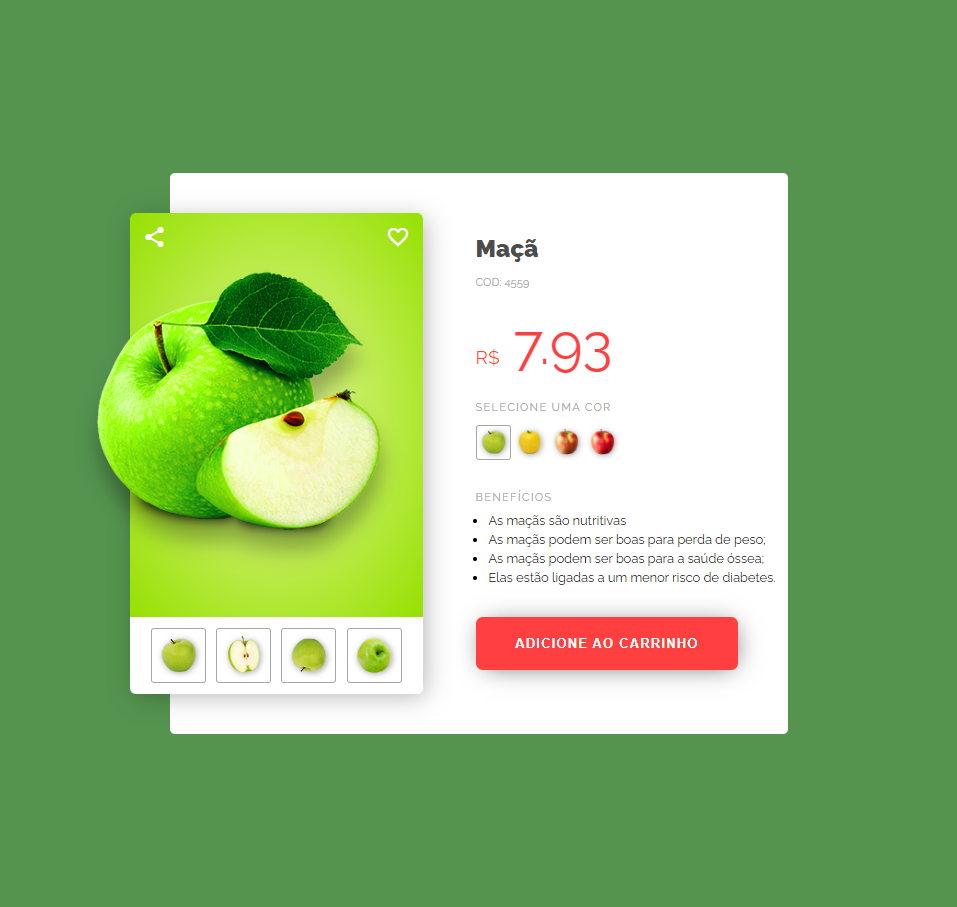 Maçã
COD: 4559
R$ 7.93
SELECIONE UMA COR
BENEFÍCIOS
As maçãs são nutritivas
As maçãs podem ser boas para perda de peso;
As maçãs podem ser boas para a saúde óssea;
Elas estão ligadas a um menor risco de diabetes.
ADICIONE AO CARRINHO